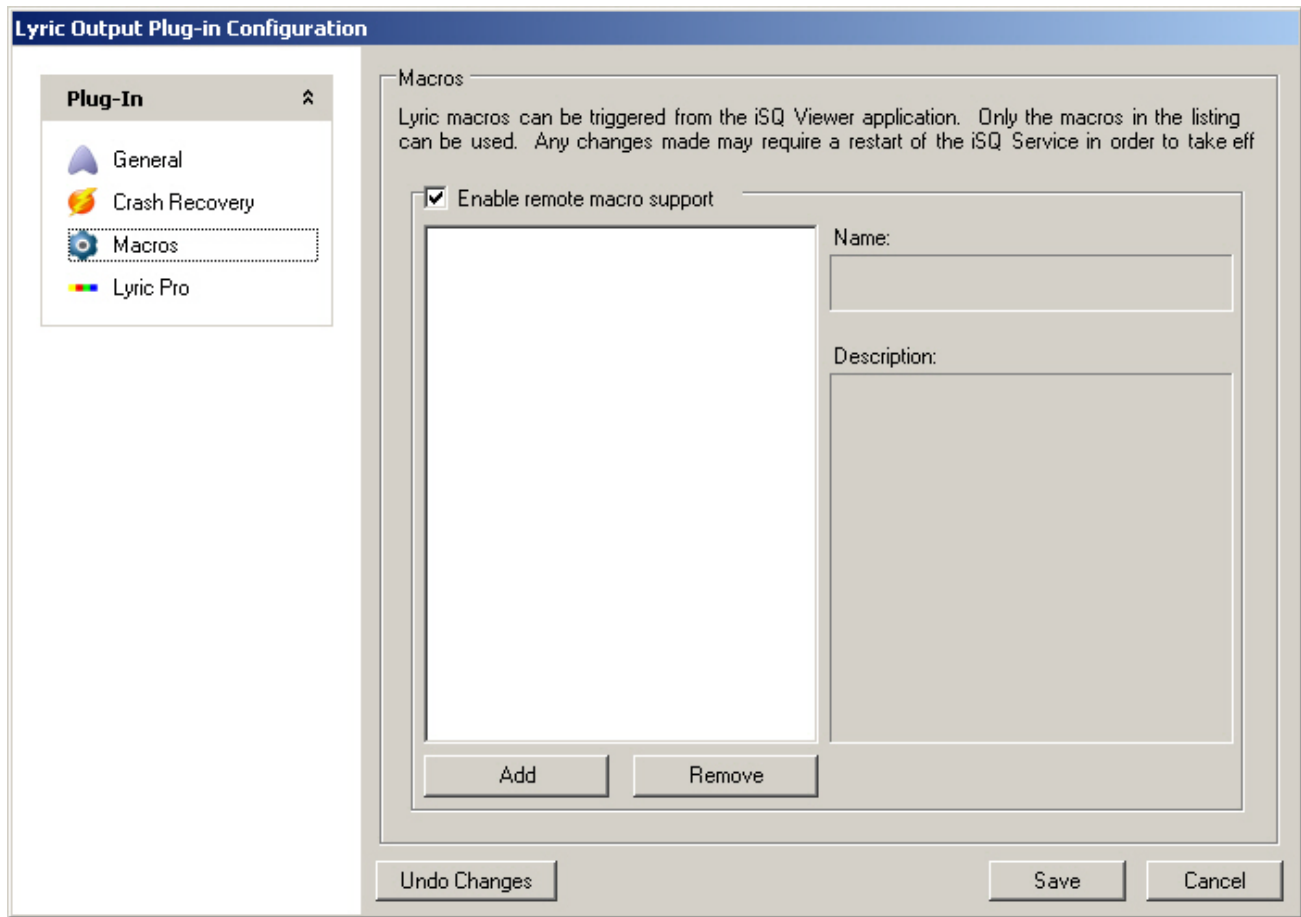 Lyric Output Plug-in Configuration
Plug-In
General
Crash Recovery
Macros
Lyric Pro
Macros
Lyric macros can be triggered from the iSQ Viewer application. Only the macros in the listing
can be used. Any changes made may require a restart of the iSQ Service in order to take eff
Enable remote macro support
Name:
Description:
Add
Remove
Undo Changes
Save
Cancel